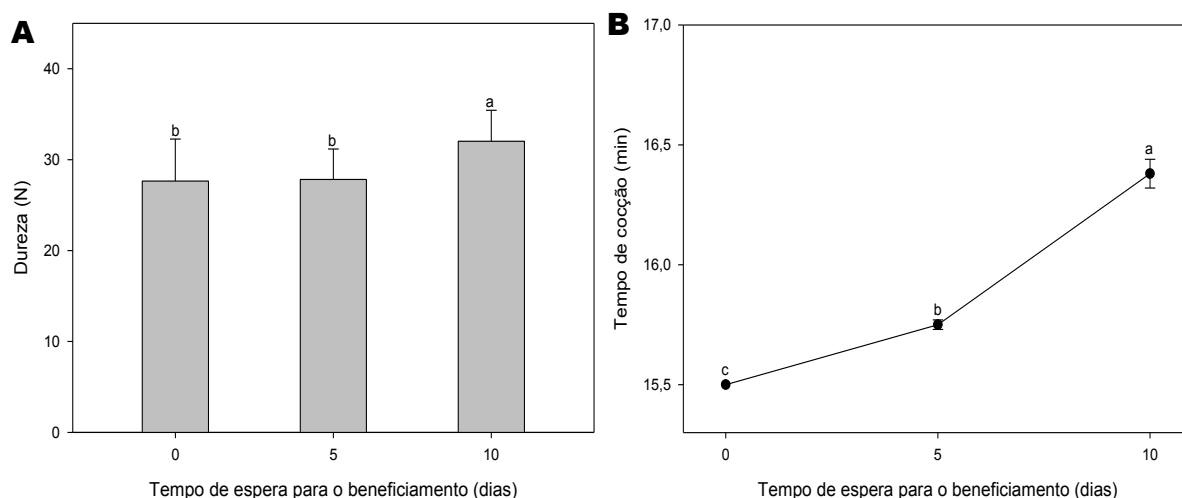 A
Dureza (N)
40
30
20
10
0
b
b
a
0 5 10
Tempo de espera para o beneficiamento (dias)
B
Tempo de cocção (min)
17,0
16,5
16,0
15,5
c
b
a
0 5 10
Tempo de espera para o beneficiamento (dias)